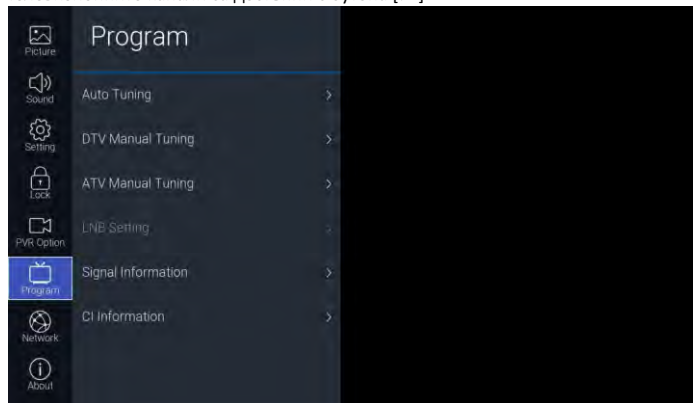 Picture
Sound
Setting
Lock
PVR Option
Program
Network
About
Program
Auto Tuning
DTV Manual Tuning
ATV Manual Tuning
LNB Setting
Signal Information
CI Information